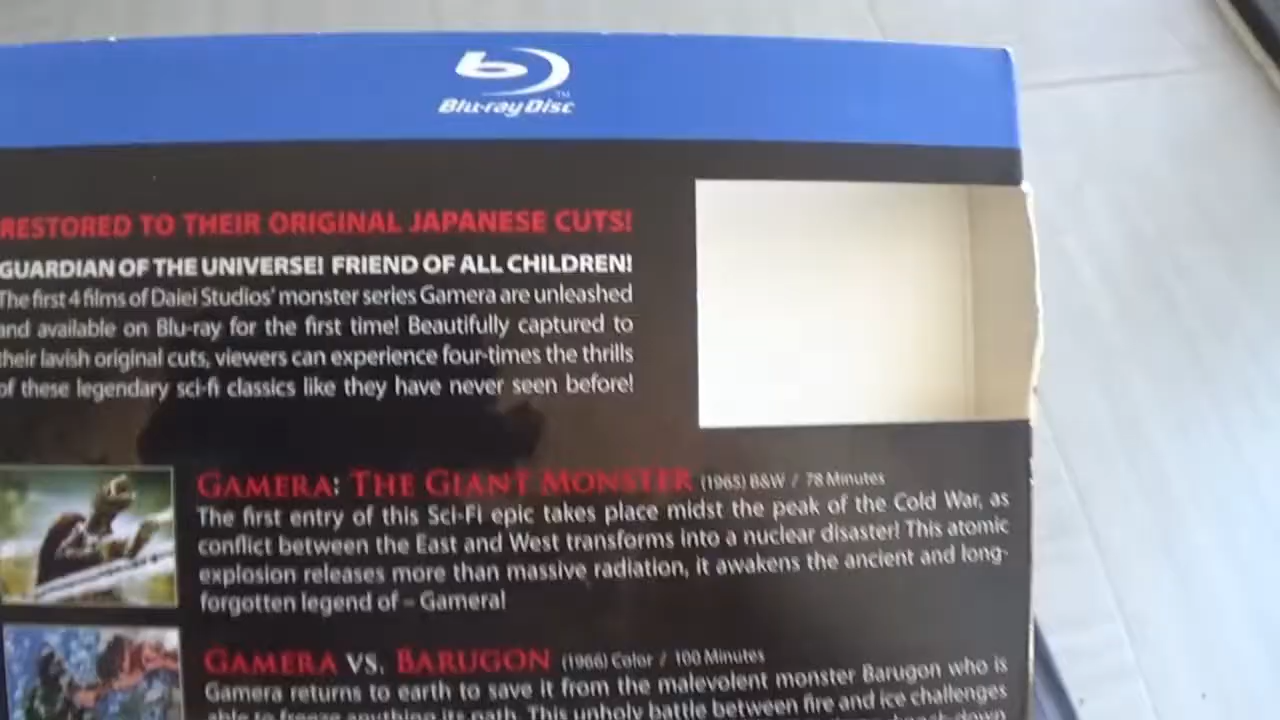 Blu-ray Disc™
RESTORED TO THEIR ORIGINAL JAPANESE CUTS!
GUARDIAN OF THE UNIVERSE! FRIEND OF ALL CHILDREN!
The first 4 films of Daiei Studios' monster series Gamera are unleashed
and available on Blu-ray for the first time! Beautifully captured to
their lavish original cuts, viewers can experience four-times the thrills
of these legendary sci-fi classics like they have never seen before!
GAMERA: THE GIANT MONSTER (1965) B&W / 78 Minutes
The first entry of this Sci-Fi epic takes place midst the peak of the Cold War, as
conflict between the East and West transforms into a nuclear disaster! This atomic
explosion releases more than massive radiation, it awakens the ancient and long-
forgotten legend of – Gamera!
GAMERA VS. BARUGON (1966) Color / 100 Minutes
Gamera returns to earth to save it from the malevolent monster Barugon who is
able to freeze anything its path. This unholy battle between fire and ice challenges